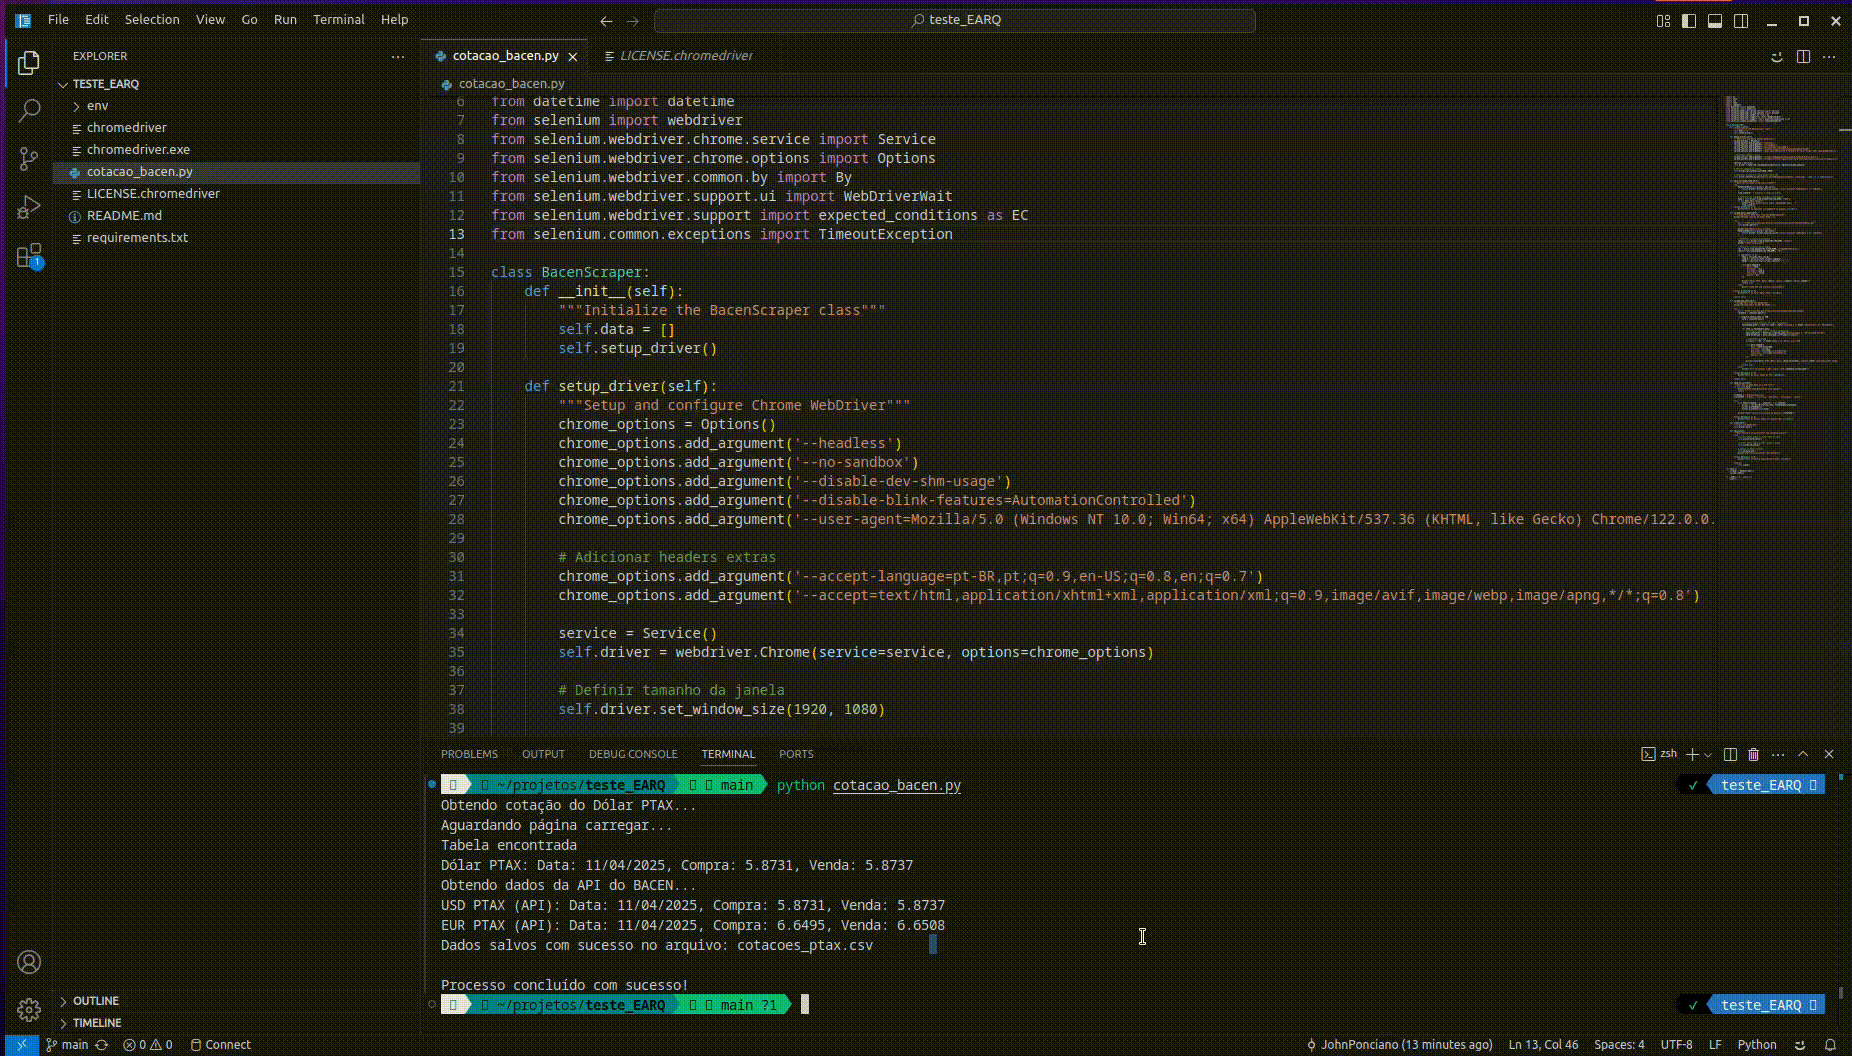 File Edit Selection View Go Run Terminal Help
teste_EARQ
EXPLORER
TESTE_EARQ
env
chromedriver
chromedriver.exe
cotacao_bacen.py
LICENSE.chromedriver
README.md
requirements.txt
OUTLINE
TIMELINE
1
cotacao_bacen.py
LICENSE.chromedriver
cotacao_bacen.py
6 from datetime import datetime
7 from selenium import webdriver
8 from selenium.webdriver.chrome.service import Service
9 from selenium.webdriver.chrome.options import Options
10 from selenium.webdriver.common.by import By
11 from selenium.webdriver.support.ui import WebDriverWait
12 from selenium.webdriver.support import expected_conditions as EC
13 from selenium.common.exceptions import TimeoutException
14
15 class BacenScraper:
16 def __init__(self):
17 """Initialize the BacenScraper class"""
18 self.data = []
19 self.setup_driver()
20
21 def setup_driver(self):
22 """Setup and configure Chrome WebDriver"""
23 chrome_options = Options()
24 chrome_options.add_argument('--headless')
25 chrome_options.add_argument('--no-sandbox')
26 chrome_options.add_argument('--disable-dev-shm-usage')
27 chrome_options.add_argument('--disable-blink-features=AutomationControlled')
28 chrome_options.add_argument('--user-agent=Mozilla/5.0 (Windows NT 10.0; Win64; x64) AppleWebKit/537.36 (KHTML, like Gecko) Chrome/122.0.0.
29
30 # Adicionar headers extras
31 chrome_options.add_argument('--accept-language=pt-BR,pt;q=0.9,en-US;q=0.8,en;q=0.7')
32 chrome_options.add_argument('--accept=text/html,application/xhtml+xml,application/xml;q=0.9,image/avif,image/webp,image/apng,*/*;q=0.8')
33
34 service = Service()
35 self.driver = webdriver.Chrome(service=service, options=chrome_options)
36
37 # Definir tamanho da janela
38 self.driver.set_window_size(1920, 1080)
39
PROBLEMS OUTPUT DEBUG CONSOLE TERMINAL PORTS
zsh
~/projetos/teste_EARQ main python cotacao_bacen.py ✓ teste_EARQ
Obtendo cotação do Dólar PTAX...
Aguardando página carregar...
Tabela encontrada
Dólar PTAX: Data: 11/04/2025, Compra: 5.8731, Venda: 5.8737
Obtendo dados da API do BACEN...
USD PTAX (API): Data: 11/04/2025, Compra: 5.8731, Venda: 5.8737
EUR PTAX (API): Data: 11/04/2025, Compra: 6.6495, Venda: 6.6508
Dados salvos com sucesso no arquivo: cotacoes_ptax.csv
Processo concluído com sucesso!
~/projetos/teste_EARQ main ?1 ✓ teste_EARQ
main 0 0 Connect JohnPonciano (13 minutes ago) Ln 13, Col 46 Spaces: 4 UTF-8 LF Python